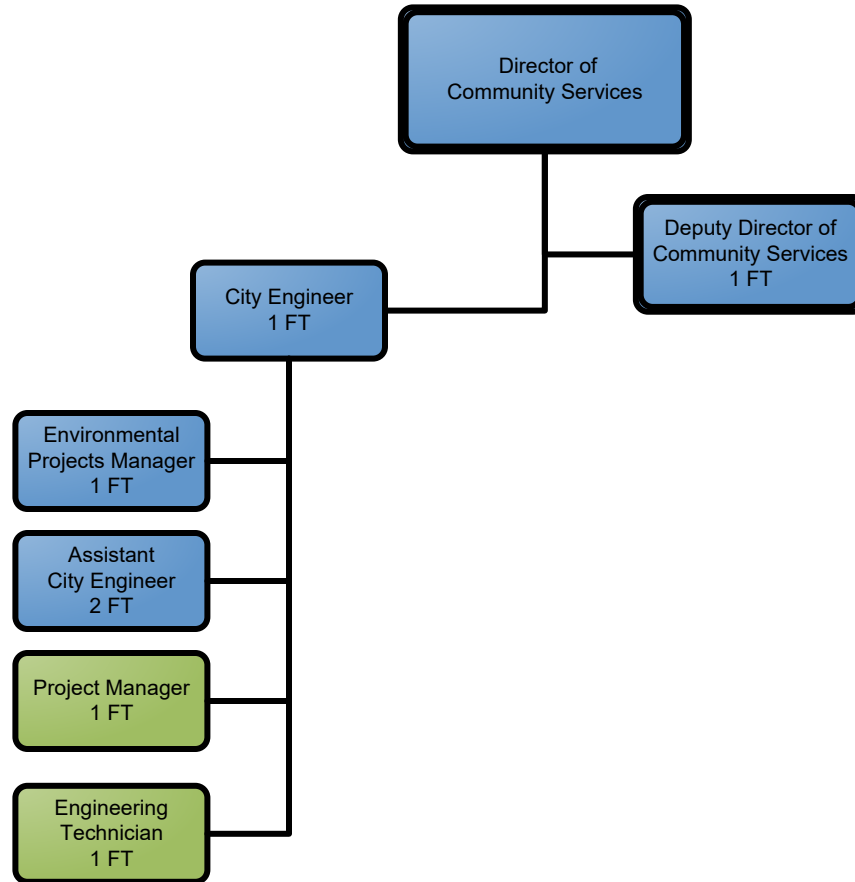 Director of
Community Services
Deputy Director of
Community Services
1 FT
City Engineer
1 FT
Environmental
Projects Manager
1 FT
Assistant
City Engineer
2 FT
Project Manager
1 FT
Engineering
Technician
1 FT